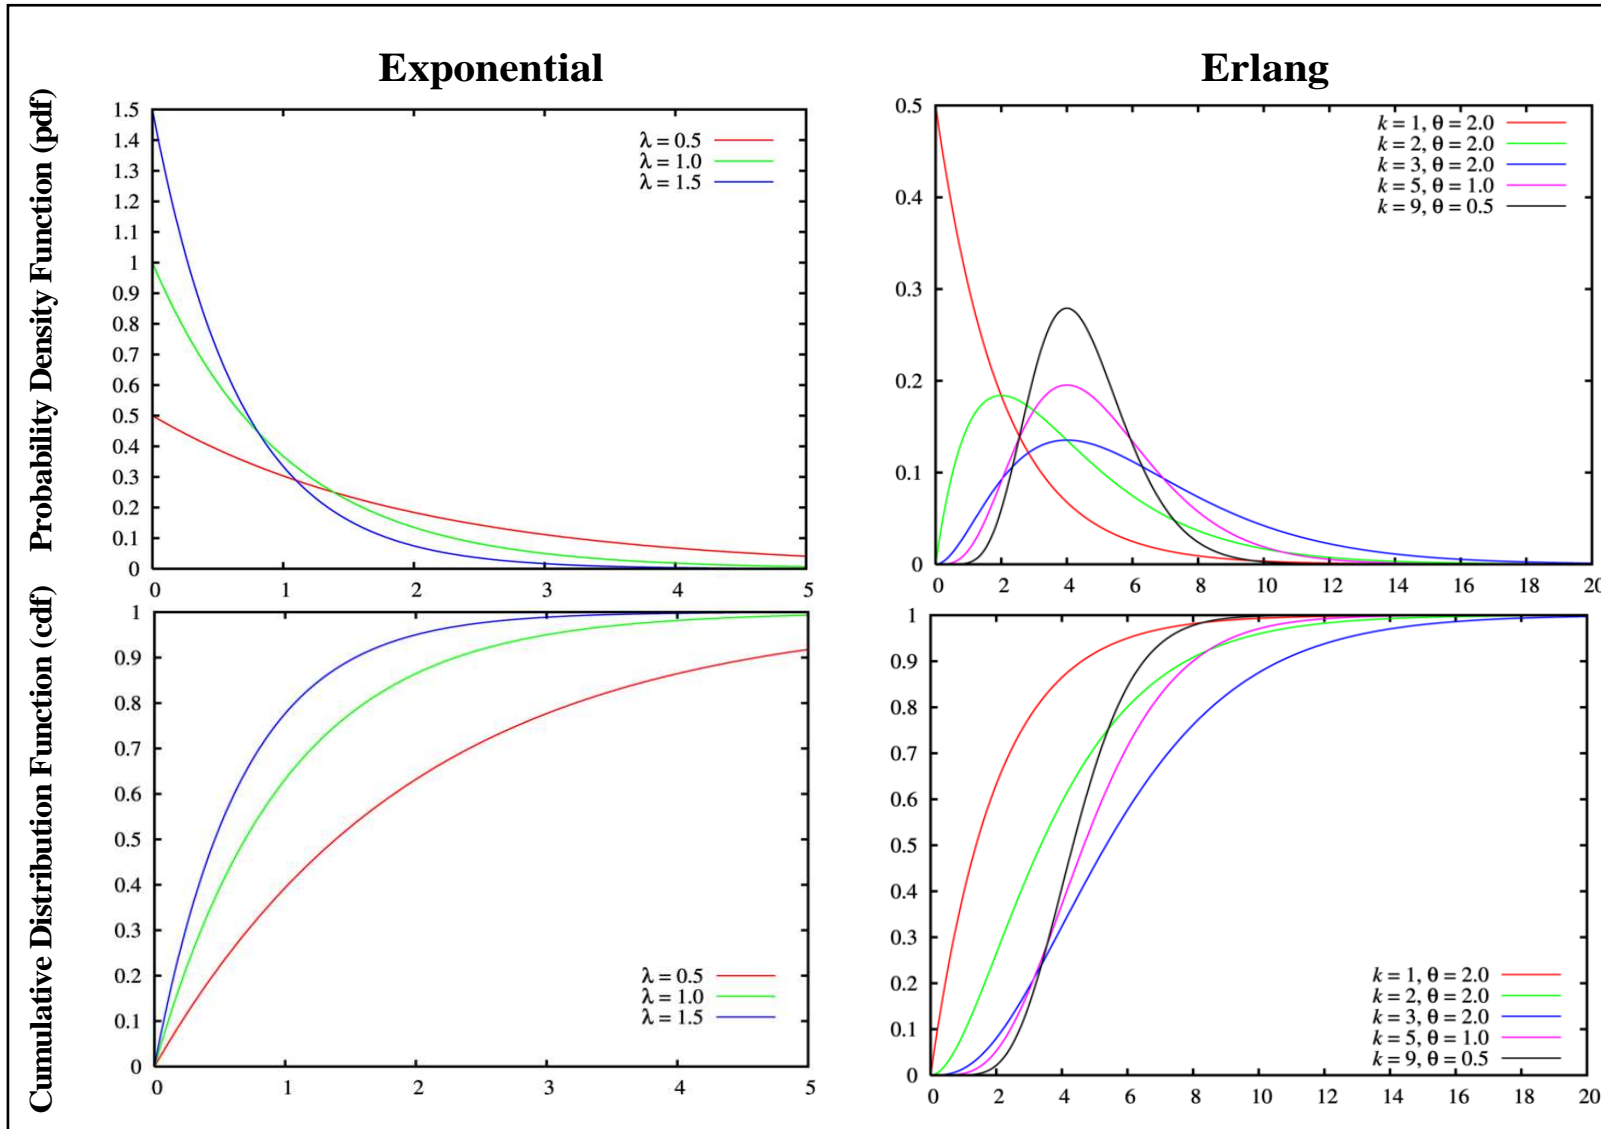 Exponential
Erlang
Probability Density Function (pdf)
1.5
1.4
1.3
1.2
1.1
1
0.9
0.8
0.7
0.6
0.5
0.4
0.3
0.2
0.1
0
0 1 2 3 4 5
λ = 0.5
λ = 1.0
λ = 1.5
0.5
0.4
0.3
0.2
0.1
0
0 2 4 6 8 10 12 14 16 18 20
k = 1, θ = 2.0
k = 2, θ = 2.0
k = 3, θ = 2.0
k = 5, θ = 1.0
k = 9, θ = 0.5
Cumulative Distribution Function (cdf)
1
0.9
0.8
0.7
0.6
0.5
0.4
0.3
0.2
0.1
0
0 1 2 3 4 5
λ = 0.5
λ = 1.0
λ = 1.5
1
0.9
0.8
0.7
0.6
0.5
0.4
0.3
0.2
0.1
0
0 2 4 6 8 10 12 14 16 18 20
k = 1, θ = 2.0
k = 2, θ = 2.0
k = 3, θ = 2.0
k = 5, θ = 1.0
k = 9, θ = 0.5